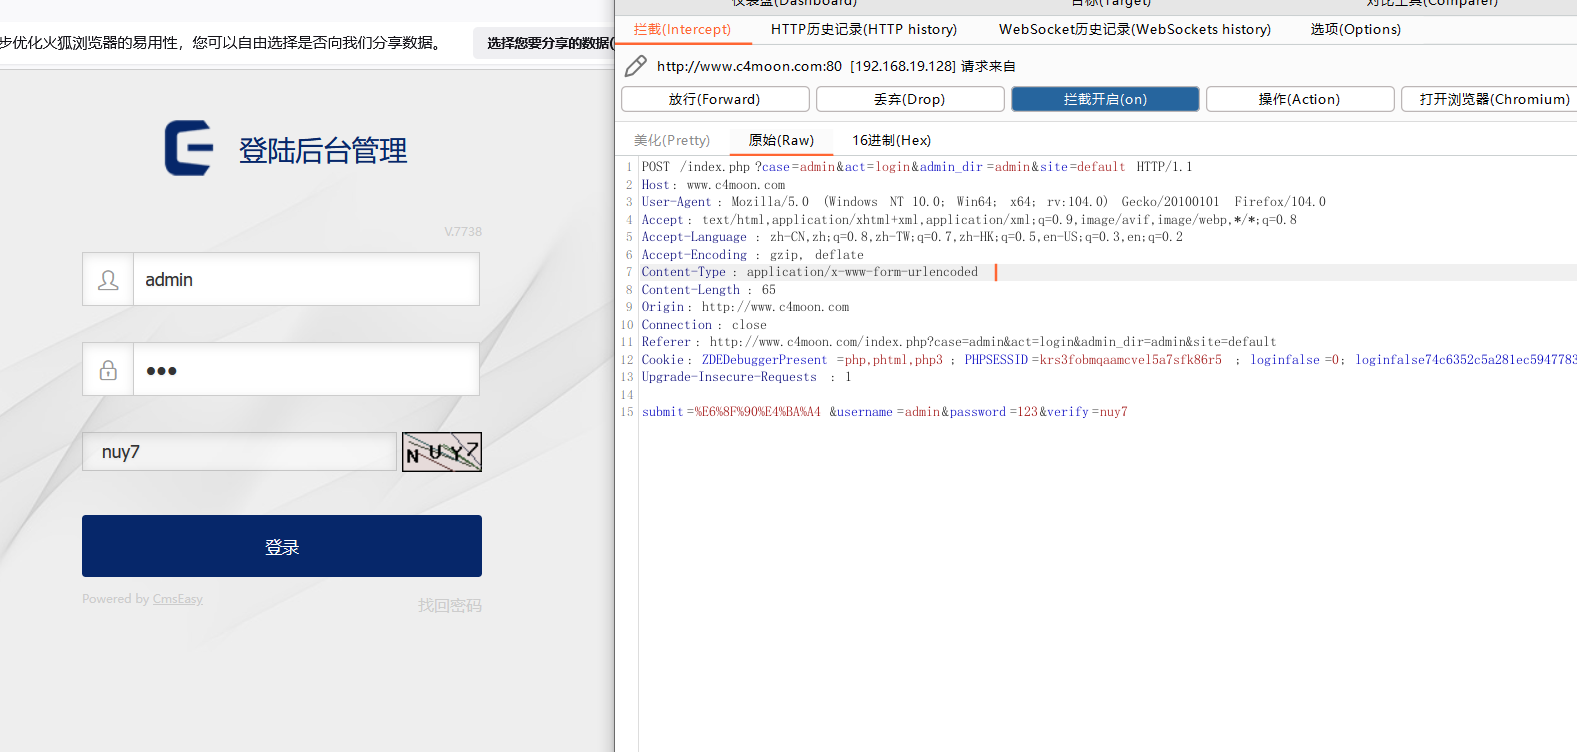 步优化火狐浏览器的易用性，您可以自由选择是否向我们分享数据。
选择您要分享的数据(
登陆后台管理
V.7738
admin
●●●
nuy7
NUY7
登录
Powered by CmsEasy
找回密码
仪表盘(Dashboard) 目标(Target) 对比工具(Comparer)
拦截(Intercept) HTTP历史记录(HTTP history) WebSocket历史记录(WebSockets history) 选项(Options)
http://www.c4moon.com:80 [192.168.19.128] 请求来自
放行(Forward) 丢弃(Drop) 拦截开启(on) 操作(Action) 打开浏览器(Chromium)
美化(Pretty) 原始(Raw) 16进制(Hex)
1 POST /index.php?case=admin&act=login&admin_dir=admin&site=default HTTP/1.1
2 Host: www.c4moon.com
3 User-Agent: Mozilla/5.0 (Windows NT 10.0; Win64; x64; rv:104.0) Gecko/20100101 Firefox/104.0
4 Accept: text/html,application/xhtml+xml,application/xml;q=0.9,image/avif,image/webp,*/*;q=0.8
5 Accept-Language: zh-CN,zh;q=0.8,zh-TW;q=0.7,zh-HK;q=0.5,en-US;q=0.3,en;q=0.2
6 Accept-Encoding: gzip, deflate
7 Content-Type: application/x-www-form-urlencoded
8 Content-Length: 65
9 Origin: http://www.c4moon.com
10 Connection: close
11 Referer: http://www.c4moon.com/index.php?case=admin&act=login&admin_dir=admin&site=default
12 Cookie: ZDEDebuggerPresent=php,phtml,php3; PHPSESSID=krs3fobmqaamcvel5a7sfk86r5; loginfalse=0; loginfalse74c6352c5a281ec5947783
13 Upgrade-Insecure-Requests: 1
14
15 submit=%E6%8F%90%E4%BA%A4&username=admin&password=123&verify=nuy7